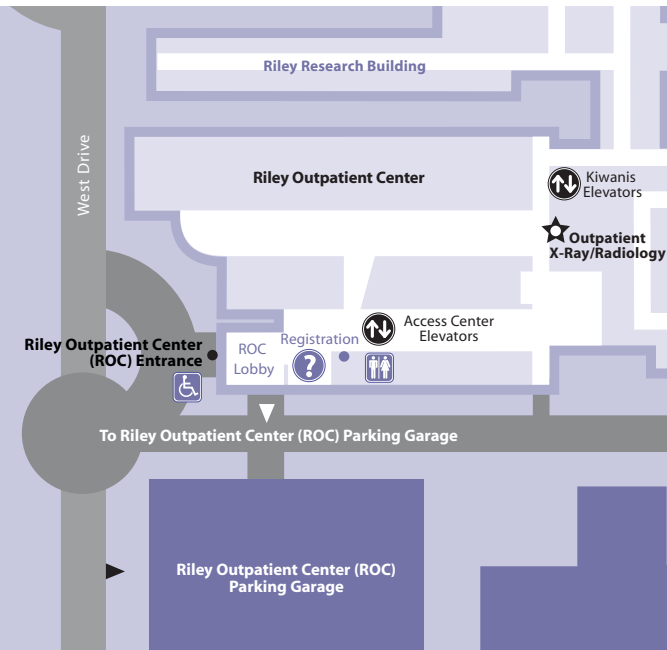 Riley Research Building
West Drive
Riley Outpatient Center
Kiwanis
Elevators
Outpatient
X-Ray/Radiology
Riley Outpatient Center
(ROC) Entrance
ROC
Lobby
Registration
?
Access Center
Elevators
To Riley Outpatient Center (ROC) Parking Garage
Riley Outpatient Center (ROC)
Parking Garage